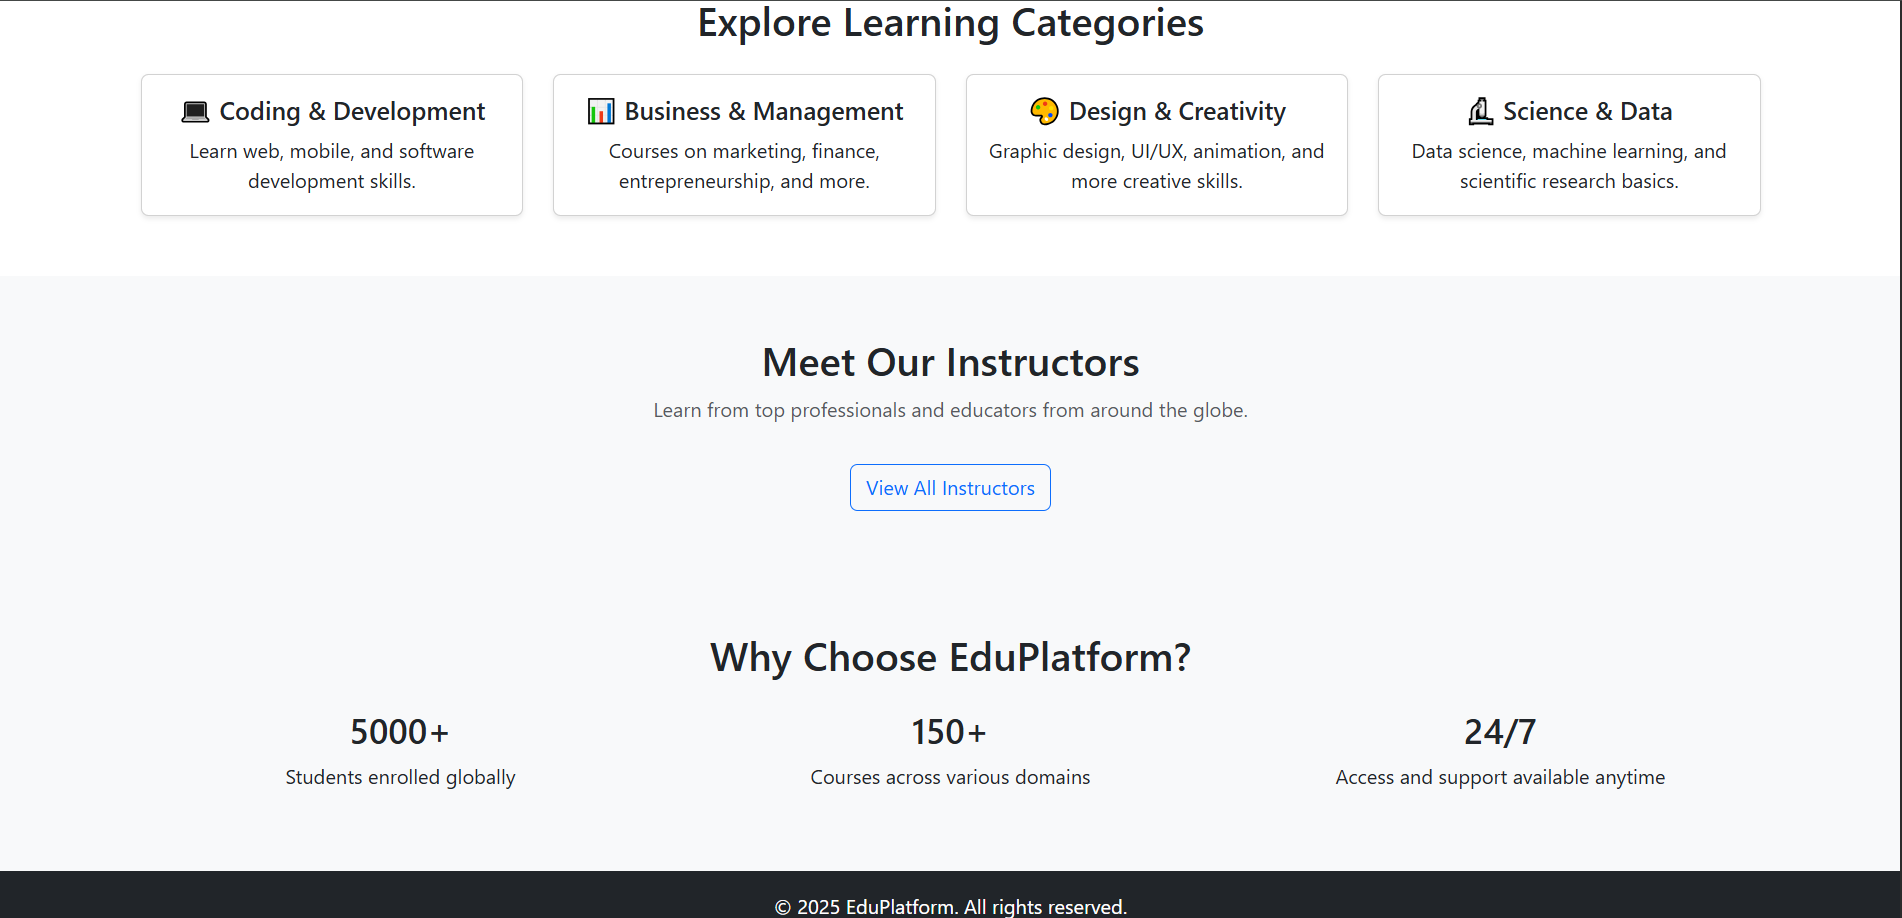 Explore Learning Categories
💻 Coding & Development
Learn web, mobile, and software
development skills.
📊 Business & Management
Courses on marketing, finance,
entrepreneurship, and more.
🎨 Design & Creativity
Graphic design, UI/UX, animation, and
more creative skills.
🔬 Science & Data
Data science, machine learning, and
scientific research basics.
Meet Our Instructors
Learn from top professionals and educators from around the globe.
View All Instructors
Why Choose EduPlatform?
5000+
Students enrolled globally
150+
Courses across various domains
24/7
Access and support available anytime
© 2025 EduPlatform. All rights reserved.